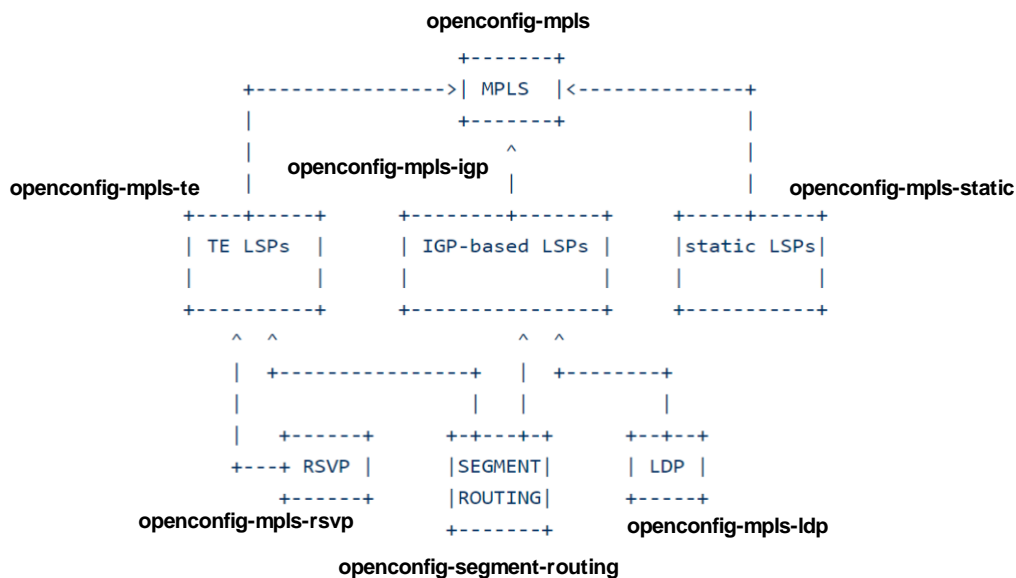 openconfig-mpls
+-------+
+---------------->| MPLS |<--------------+
| +-------+ |
| ^ |
openconfig-mpls-igp
openconfig-mpls-te | | | openconfig-mpls-static
+----+-----+ +--------+-------+ +-----+-----+
| TE LSPs | | IGP-based LSPs | |static LSPs|
| | | | | |
+----------+ +----------------+ +-----------+
^ ^ ^ ^
| +----------------+ | +--------+
| | | |
| +------+ +-+---+-+ +--+--+
+---+ RSVP | |SEGMENT| | LDP |
+------+ |ROUTING| +-----+
openconfig-mpls-rsvp +-------+ openconfig-mpls-ldp
openconfig-segment-routing